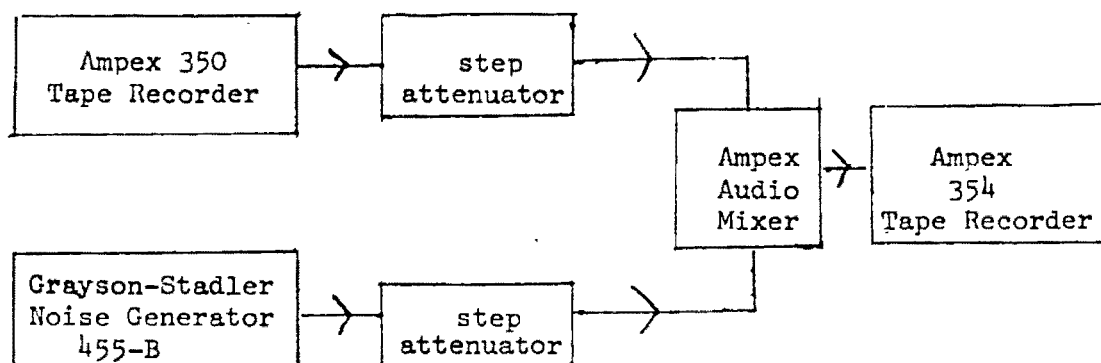 Ampex 350
Tape Recorder
step
attenuator
Ampex
Audio
Mixer
Ampex
354
Tape Recorder
Grayson-Stadler
Noise Generator
455-B
step
attenuator